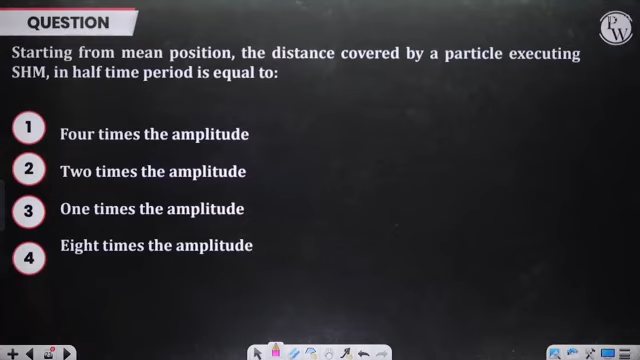 QUESTION
P
W
Starting from mean position, the distance covered by a particle executing
SHM, in half time period is equal to:
1
Four times the amplitude
2
Two times the amplitude
3
One times the amplitude
4
Eight times the amplitude